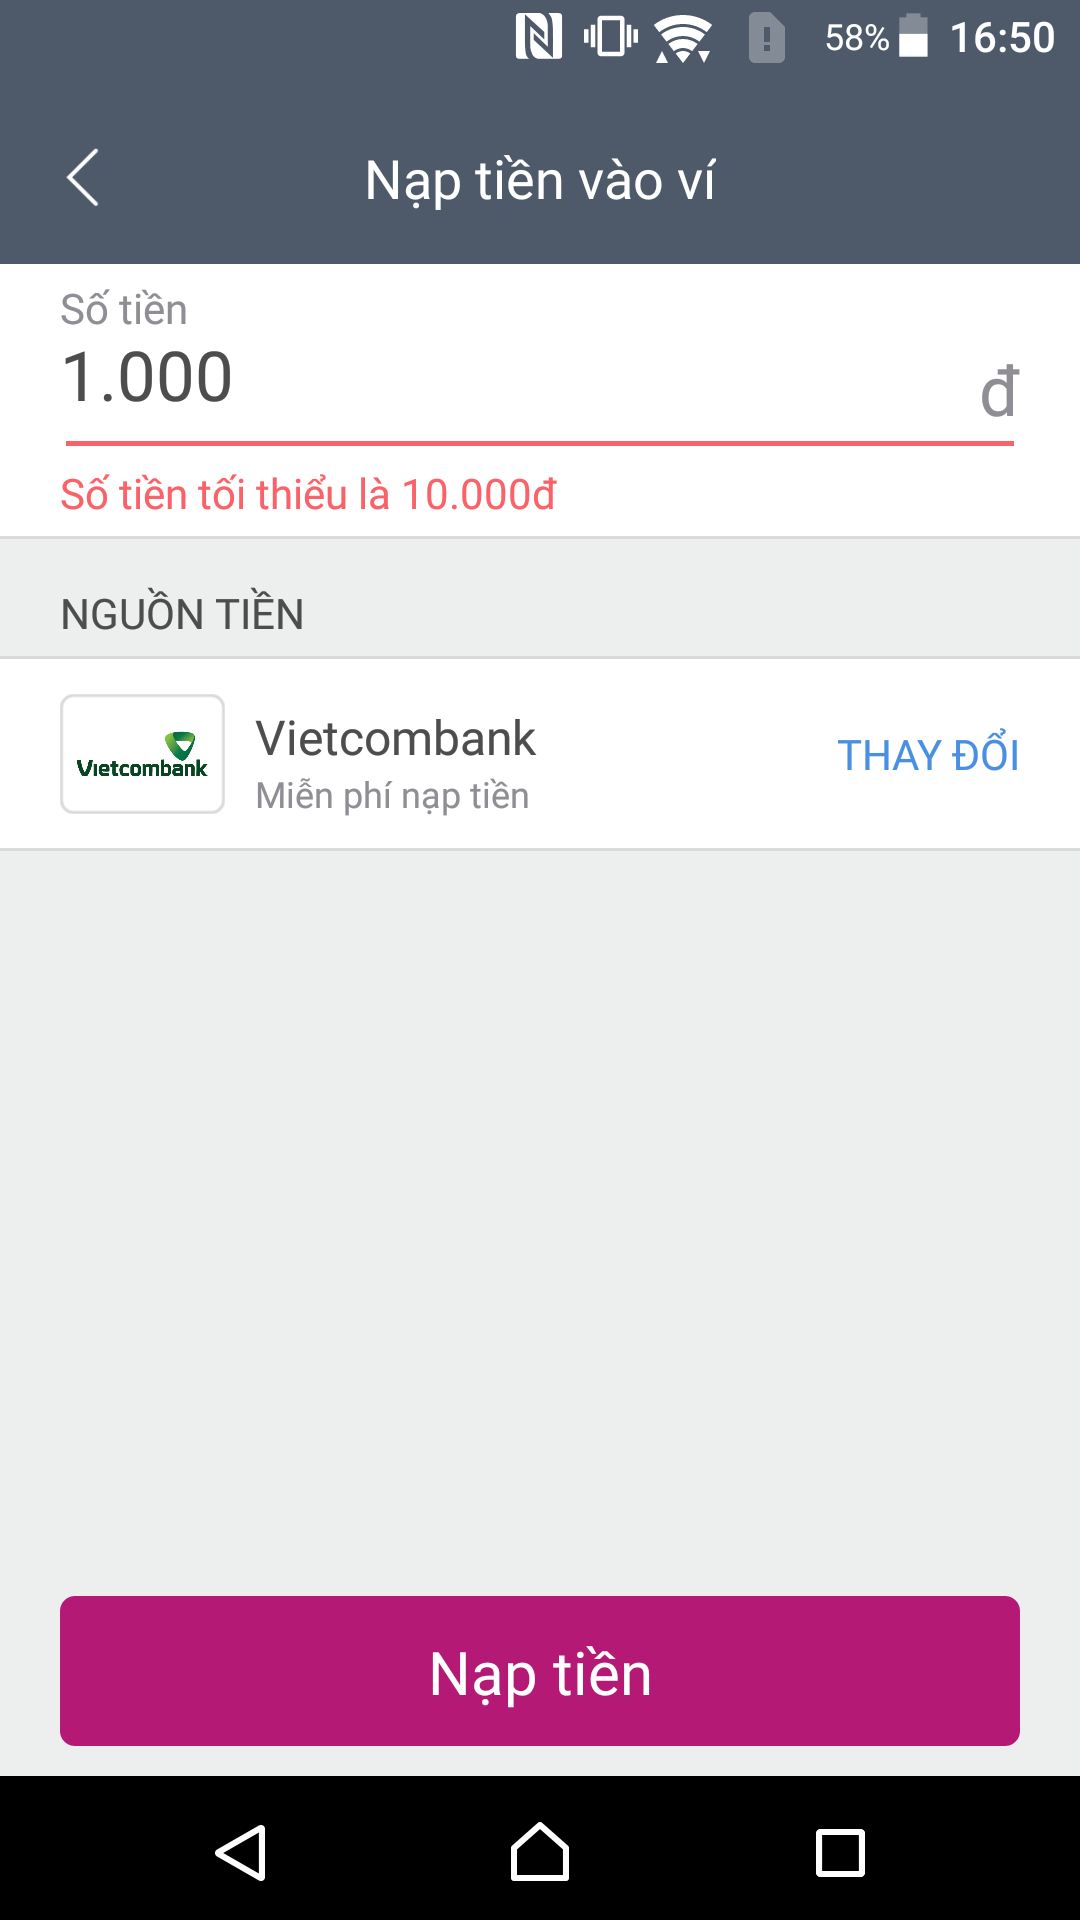 58% 16:50
Nạp tiền vào ví
Số tiền
1.000 đ
Số tiền tối thiểu là 10.000đ
NGUỒN TIỀN
Vietcombank
Vietcombank
Miễn phí nạp tiền
THAY ĐỔI
Nạp tiền